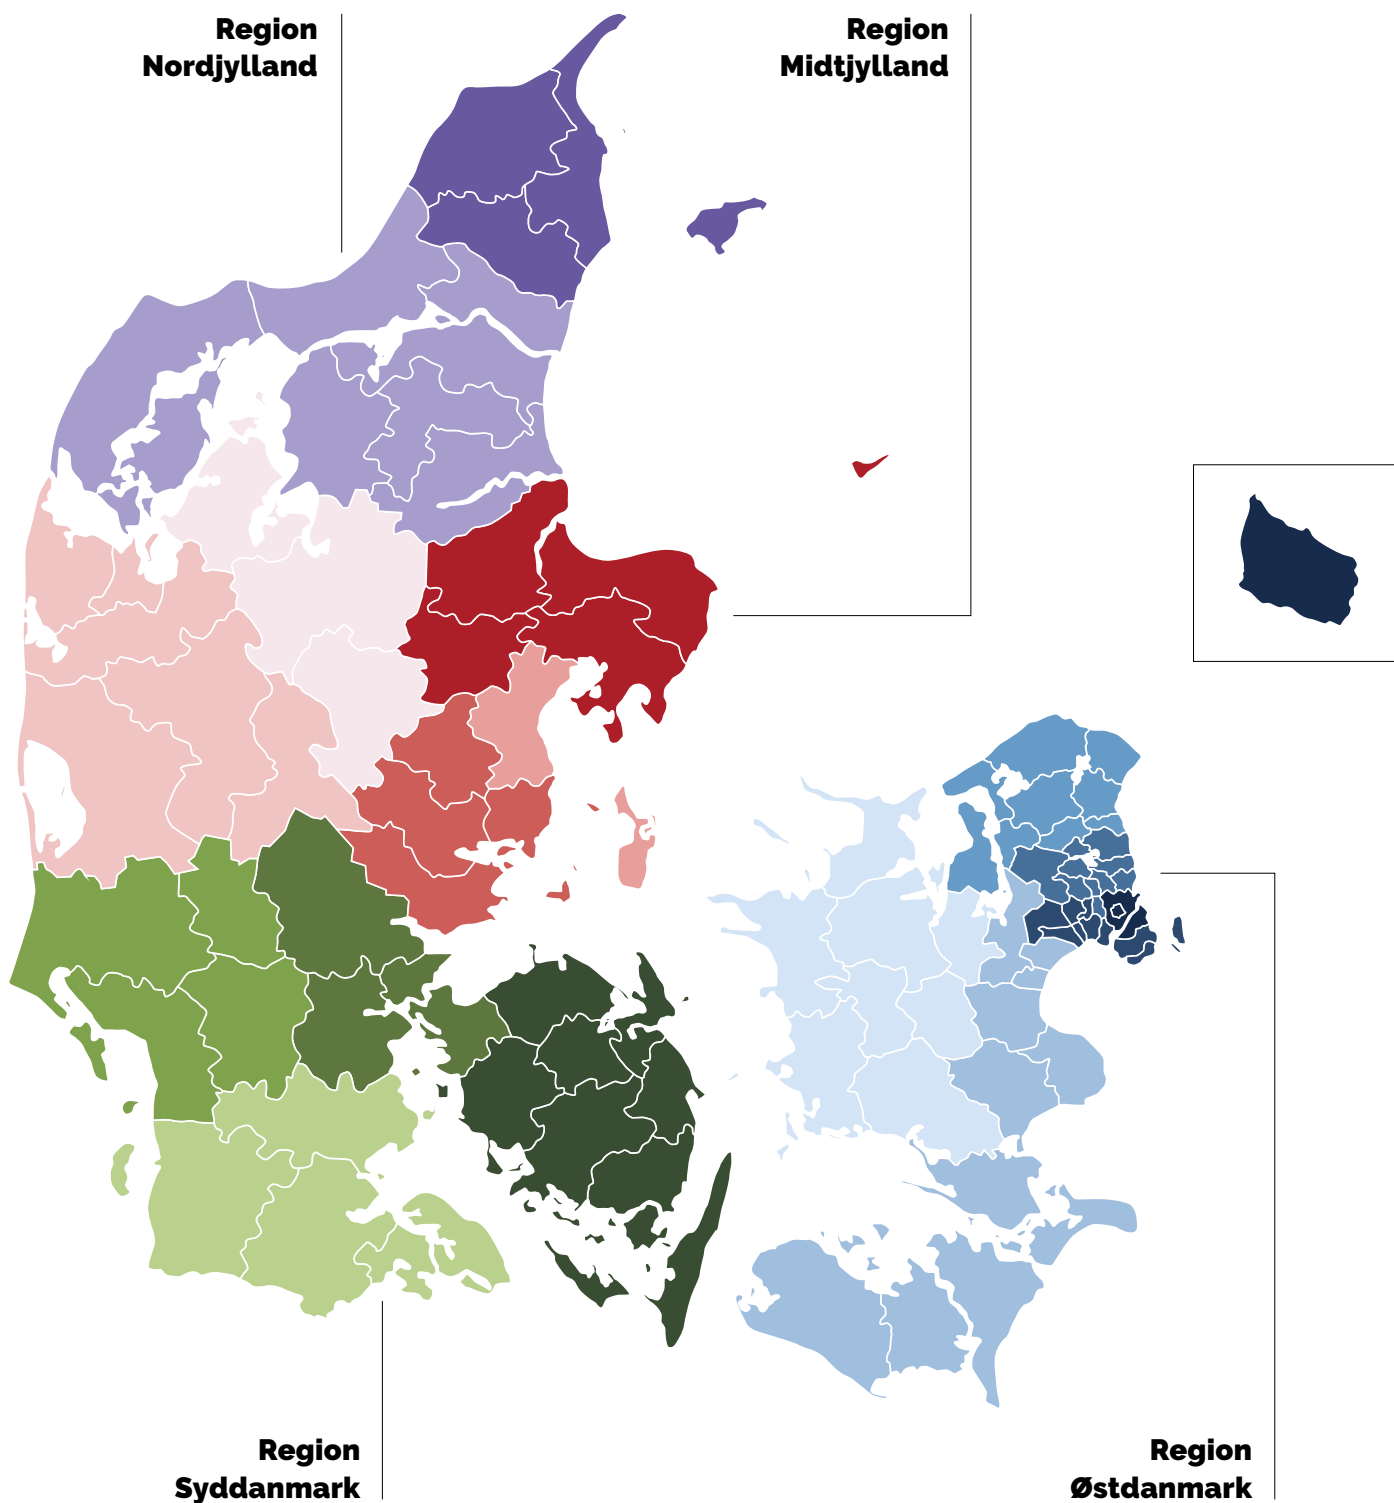 Region
Nordjylland
Region
Midtjylland
Region
Syddanmark
Region
Østdanmark